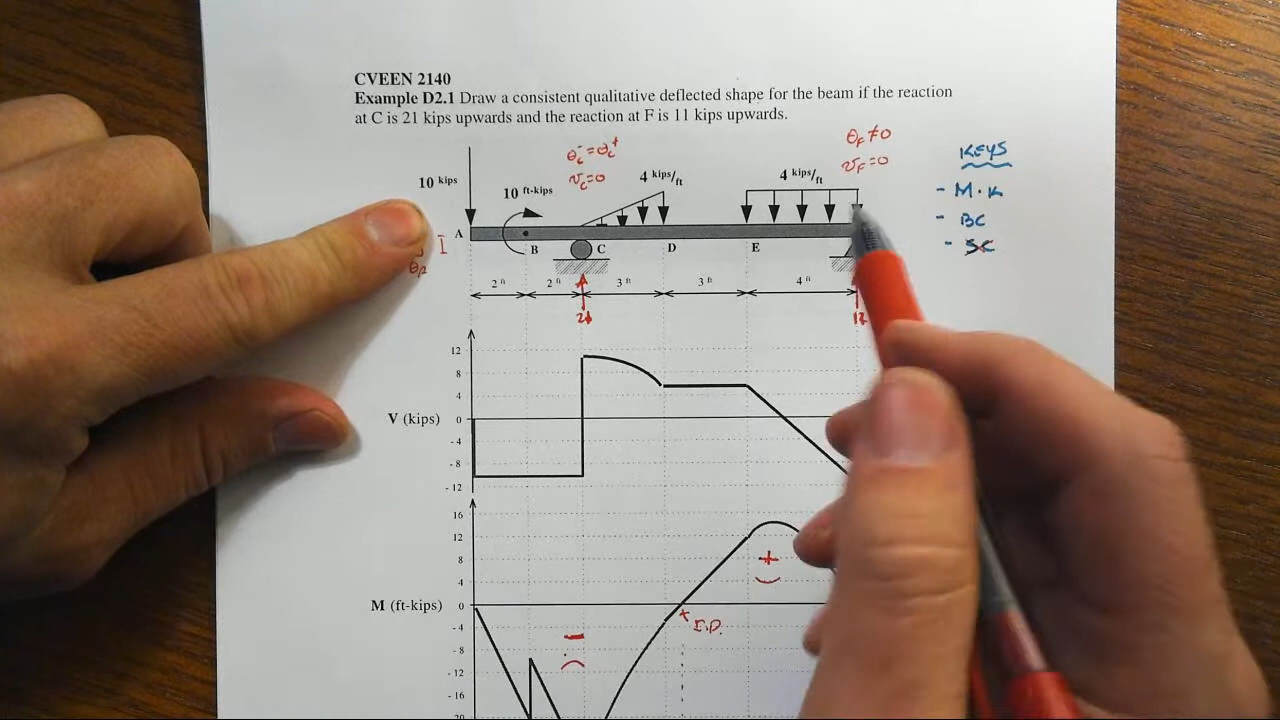 CVEEN 2140
Example D2.1 Draw a consistent qualitative deflected shape for the beam if the reaction
at C is 21 kips upwards and the reaction at F is 11 kips upwards.
θF ≠ 0
vF = 0
θc⁻ = θc⁺
vc = 0
KEYS
- M·K
- BC
- SC
10 kips
10 ft-kips
4 kips/ft
4 kips/ft
A
B
C
D
E
θA
2 ft
2 ft
3 ft
3 ft
4 ft
21
V (kips)
12
8
4
0
- 4
- 8
- 12
M (ft-kips)
16
12
8
4
0
- 4
- 8
- 12
- 16
+
−
I.P.